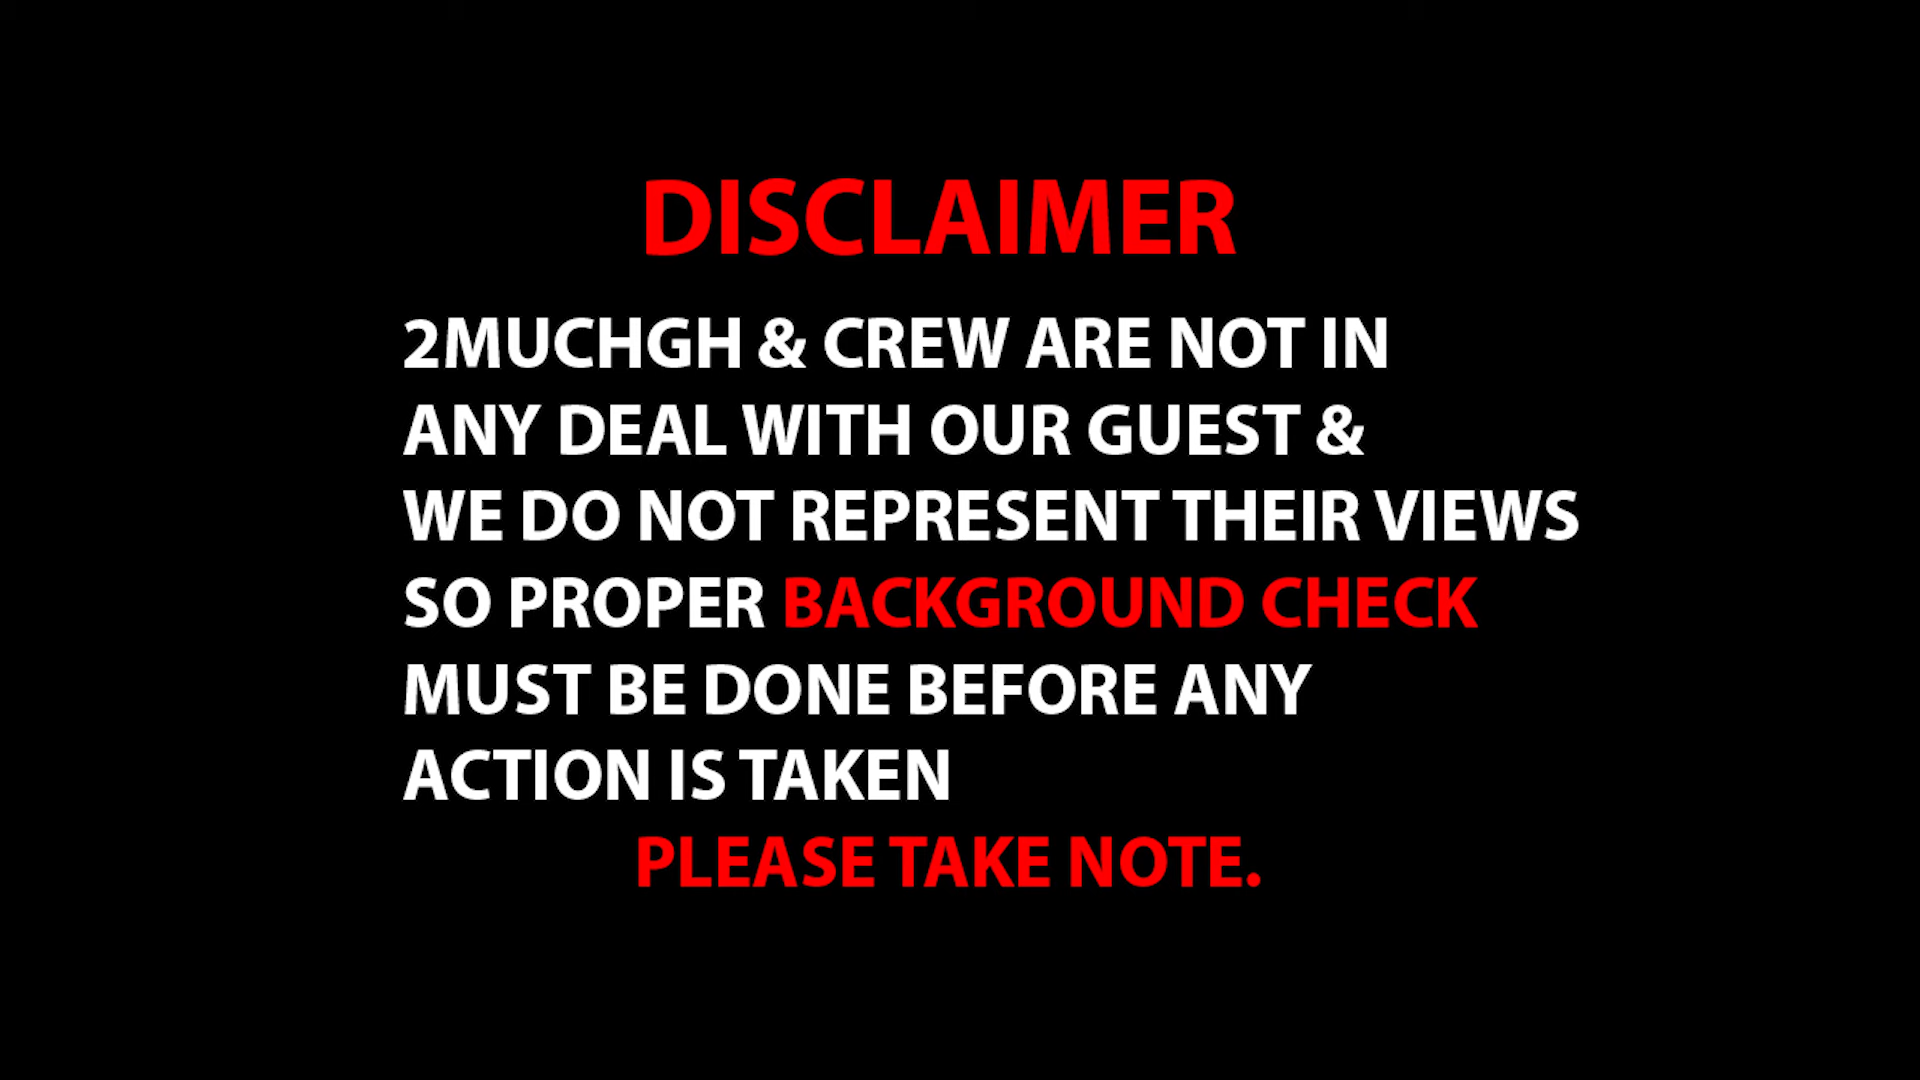 DISCLAIMER
2MUCHGH & CREW ARE NOT IN
ANY DEAL WITH OUR GUEST &
WE DO NOT REPRESENT THEIR VIEWS
SO PROPER BACKGROUND CHECK
MUST BE DONE BEFORE ANY
ACTION IS TAKEN
PLEASE TAKE NOTE.